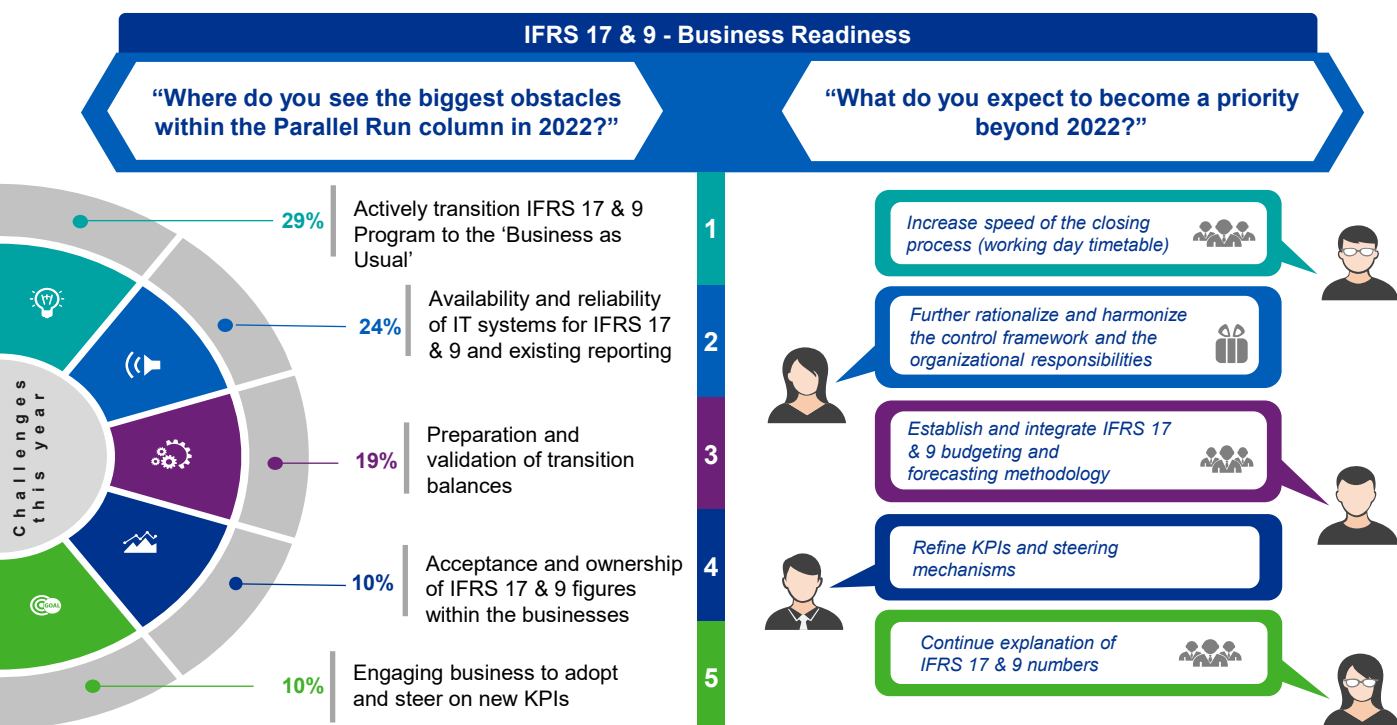 IFRS 17 & 9 - Business Readiness
“Where do you see the biggest obstacles
within the Parallel Run column in 2022?”
“What do you expect to become a priority
beyond 2022?”
Challenges
this year
29%
Actively transition IFRS 17 & 9
Program to the ‘Business as
Usual’
24%
Availability and reliability
of IT systems for IFRS 17
& 9 and existing reporting
19%
Preparation and
validation of transition
balances
10%
Acceptance and ownership
of IFRS 17 & 9 figures
within the businesses
GOAL
10%
Engaging business to adopt
and steer on new KPIs
1
Increase speed of the closing
process (working day timetable)
2
Further rationalize and harmonize
the control framework and the
organizational responsibilities
3
Establish and integrate IFRS 17
& 9 budgeting and
forecasting methodology
4
Refine KPIs and steering
mechanisms
5
Continue explanation of
IFRS 17 & 9 numbers